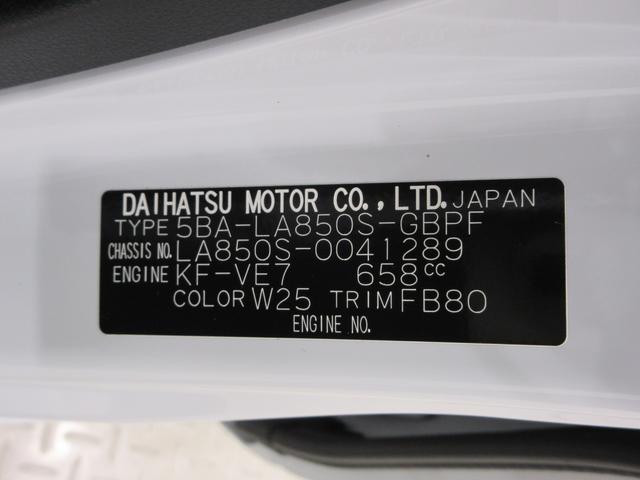 DAIHATSU MOTOR CO., LTD. JAPAN
TYPE 5BA-LA850S-GBPF
CHASSIS NO. LA850S-0041289
ENGINE KF-VE7 658cc
COLOR W25 TRIM FB80
ENGINE NO.